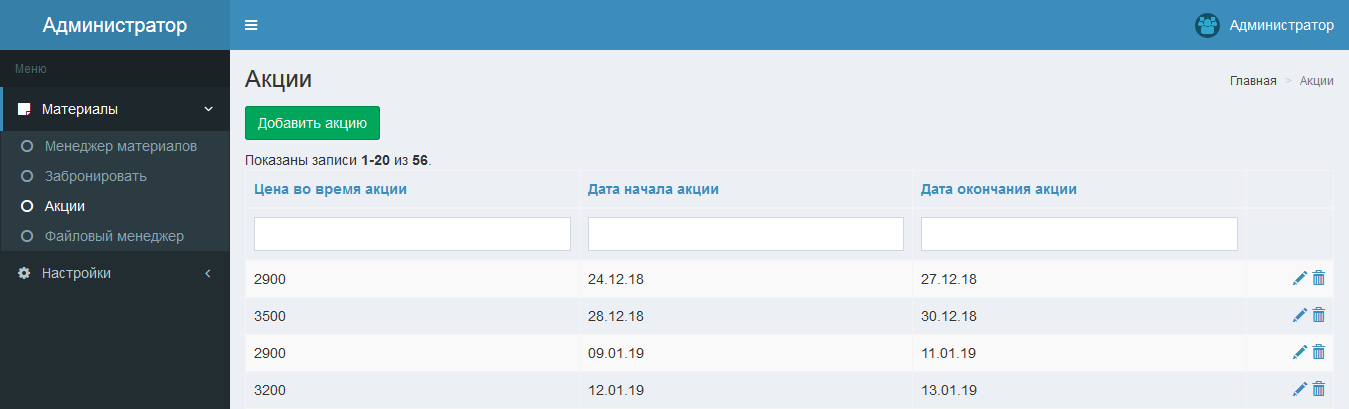 Администратор
Администратор
Меню
Материалы
Менеджер материалов
Забронировать
Акции
Файловый менеджер
Настройки
Акции
Главная > Акции
Добавить акцию
Показаны записи 1-20 из 56.
Цена во время акции Дата начала акции Дата окончания акции
2900 24.12.18 27.12.18
3500 28.12.18 30.12.18
2900 09.01.19 11.01.19
3200 12.01.19 13.01.19